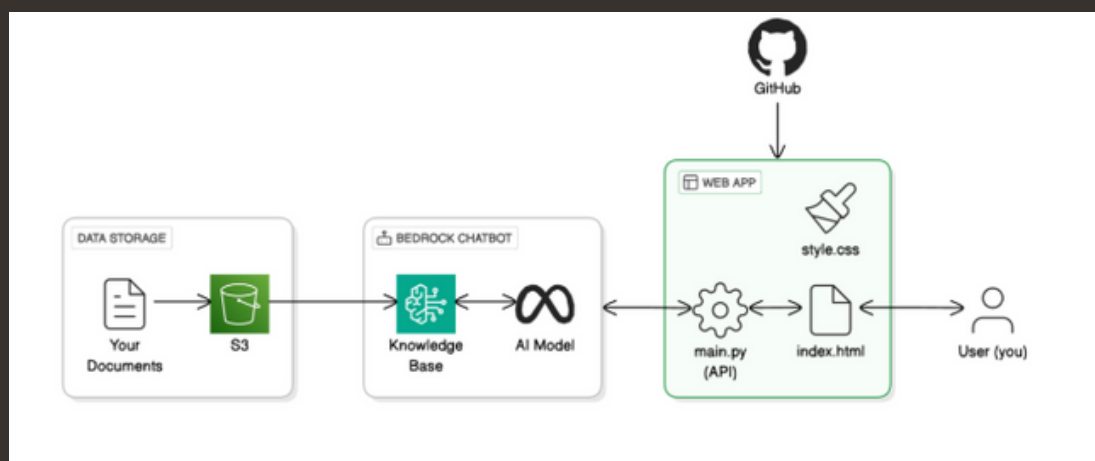 GitHub
WEB APP
style.css
DATA STORAGE
BEDROCK CHATBOT
Your
Documents
S3
Knowledge
Base
AI Model
main.py
(API)
index.html
User (you)